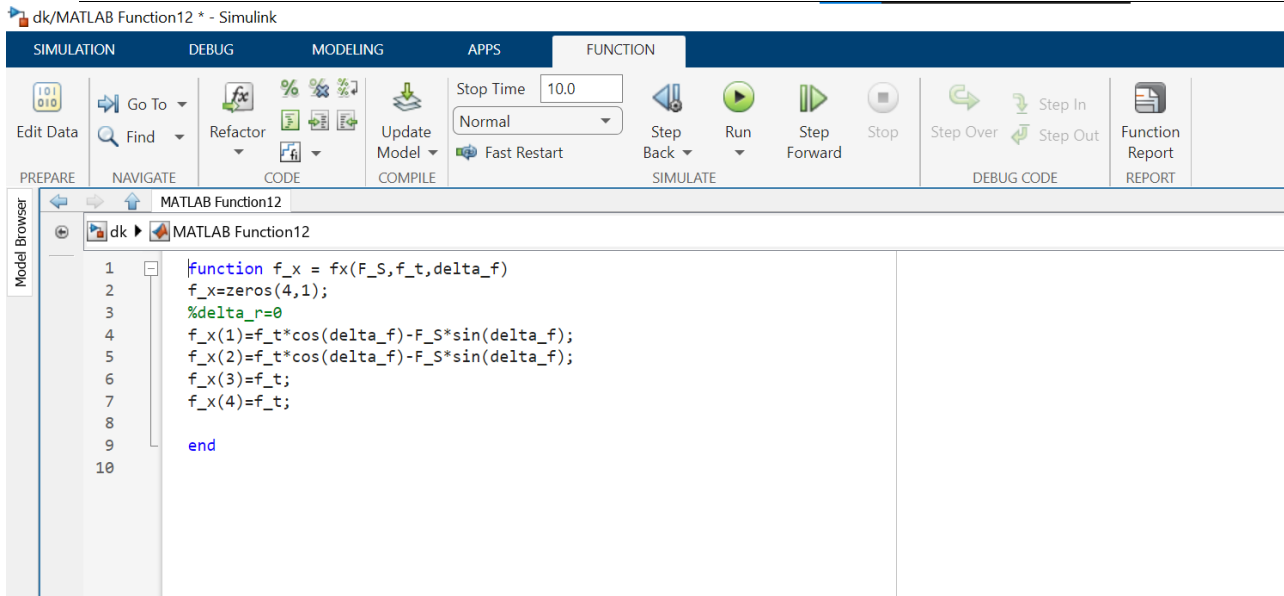 dk/MATLAB Function12 * - Simulink
SIMULATION DEBUG MODELING APPS FUNCTION
Edit Data
Go To
Find
Refactor
Update Model
Stop Time 10.0
Normal
Fast Restart
Step Back
Run
Step Forward
Stop
Step Over
Step In
Step Out
Function Report
PREPARE NAVIGATE CODE COMPILE SIMULATE DEBUG CODE REPORT
Model Browser
MATLAB Function12
dk MATLAB Function12
1 function f_x = fx(F_S,f_t,delta_f)
2 f_x=zeros(4,1);
3 %delta_r=0
4 f_x(1)=f_t*cos(delta_f)-F_S*sin(delta_f);
5 f_x(2)=f_t*cos(delta_f)-F_S*sin(delta_f);
6 f_x(3)=f_t;
7 f_x(4)=f_t;
8
9 end
10